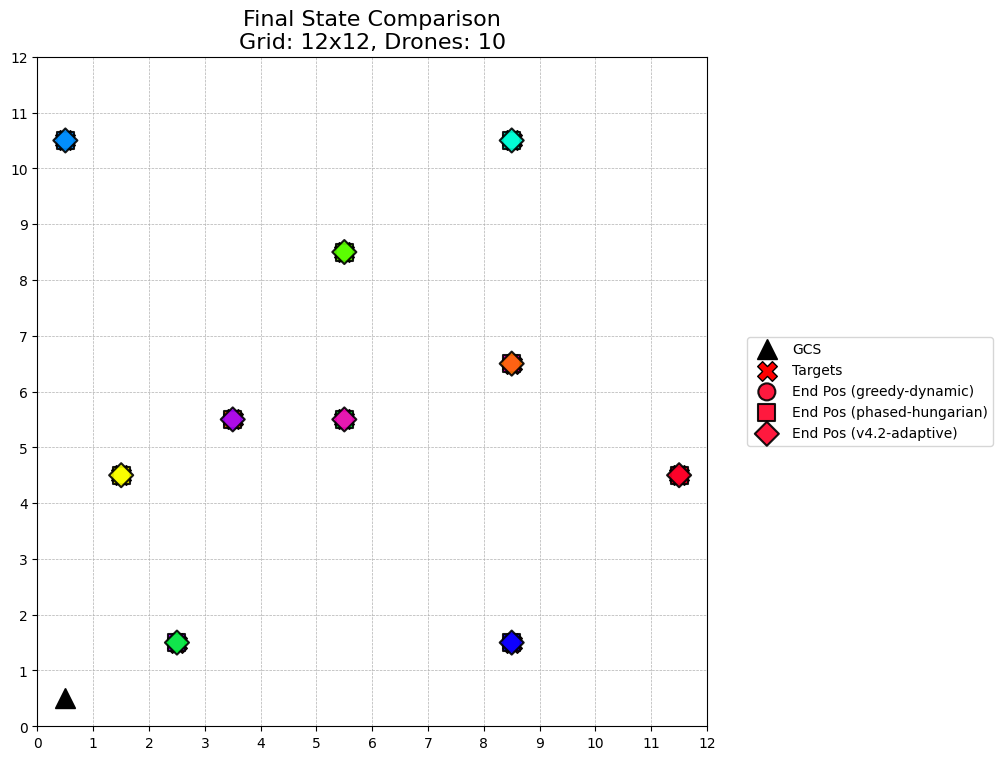 Final State Comparison
Grid: 12x12, Drones: 10
12
11
10
9
8
7
6
5
4
3
2
1
0
0 1 2 3 4 5 6 7 8 9 10 11 12
GCS
Targets
End Pos (greedy-dynamic)
End Pos (phased-hungarian)
End Pos (v4.2-adaptive)